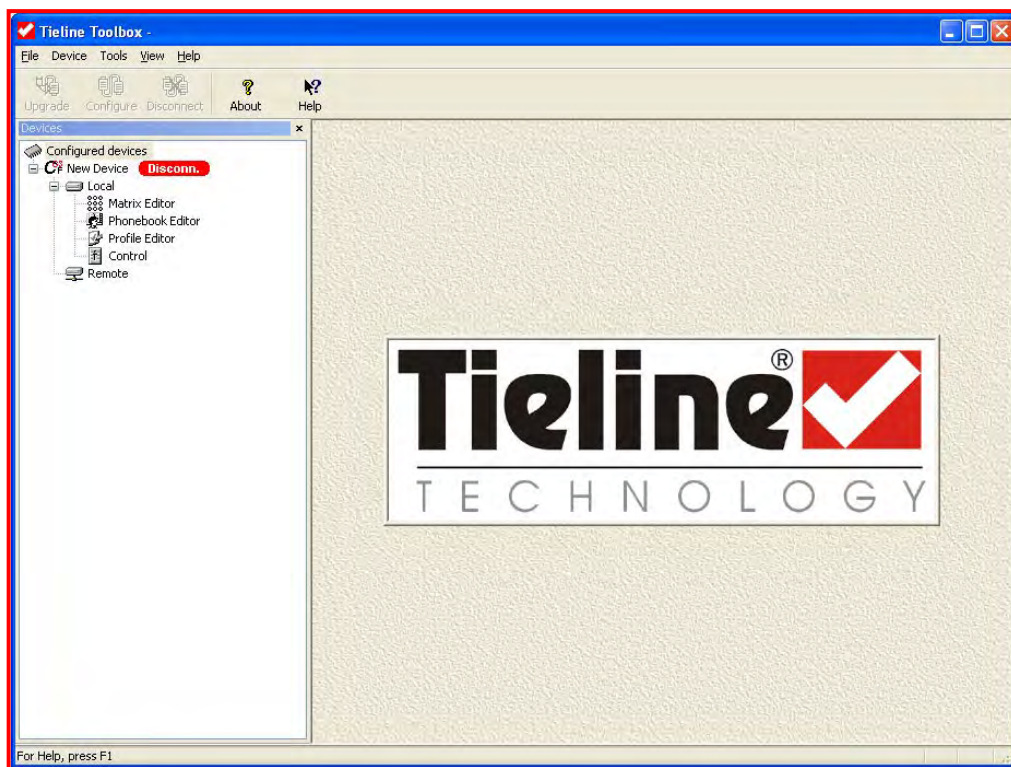 Tieline Toolbox -
File Device Tools View Help
Upgrade Configure Disconnect About Help
Devices
Configured devices
New Device Disconn.
Local
Matrix Editor
Phonebook Editor
Profile Editor
Control
Remote
Tieline®
TECHNOLOGY
For Help, press F1